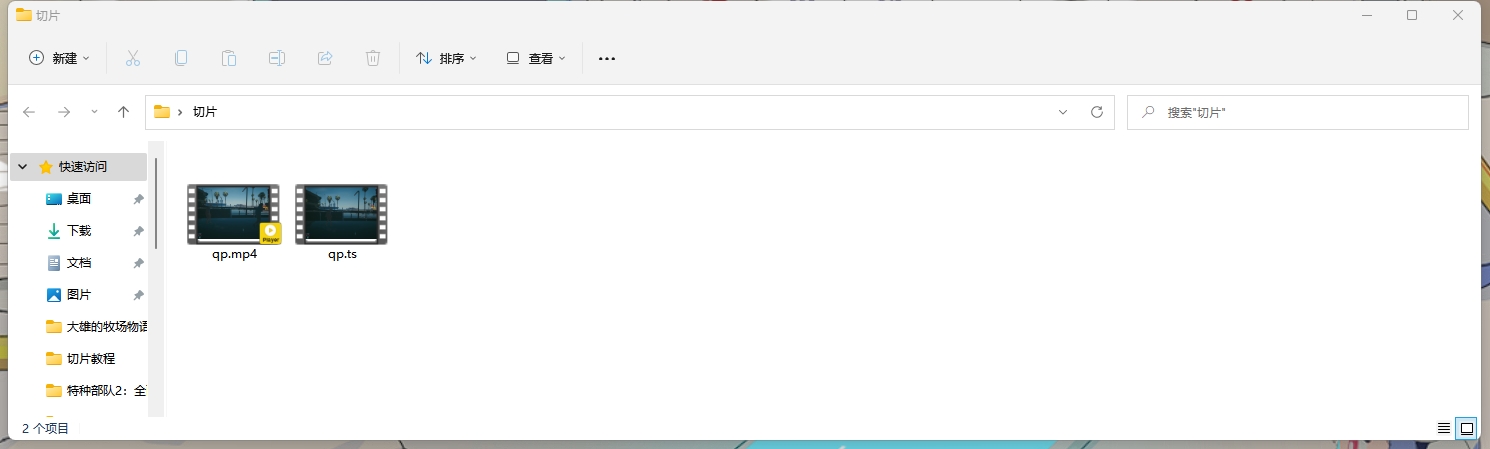 切片
新建
排序
查看
切片
搜索"切片"
快速访问
桌面
下载
文档
图片
大雄的牧场物语
切片教程
特种部队2：全
Player
qp.mp4
qp.ts
2 个项目